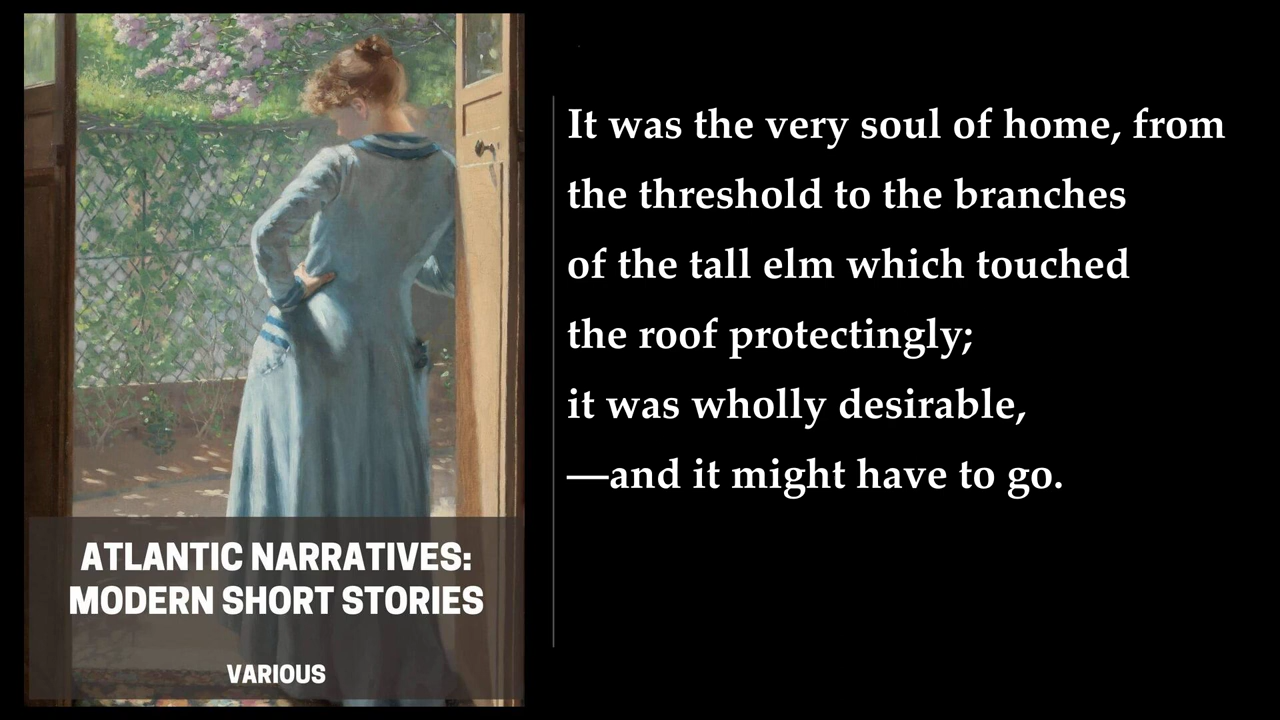 ATLANTIC NARRATIVES:
MODERN SHORT STORIES
VARIOUS
It was the very soul of home, from
the threshold to the branches
of the tall elm which touched
the roof protectingly;
it was wholly desirable,
—and it might have to go.